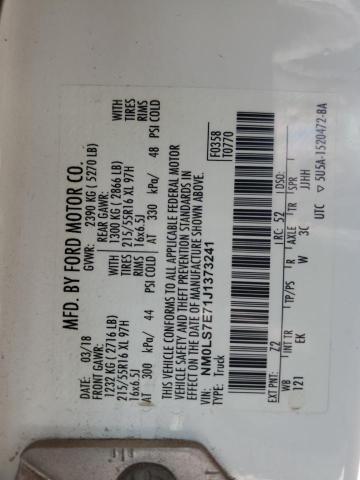 MFD. BY FORD MOTOR CO.
DATE: 03/18 GVWR: 2390 KG (5270 LB)
FRONT GAWR: REAR GAWR:
1232 KG (2716 LB) 1300 KG (2866 LB) WITH
215/55R16 XL 97H 215/55R16 XL 97H TIRES
16x6.5J 16x6.5J RIMS
AT 300 kPa/ 44 PSI COLD AT 330 kPa/ 48 PSI COLD
WITH
TIRES
RIMS
THIS VEHICLE CONFORMS TO ALL APPLICABLE FEDERAL MOTOR
VEHICLE SAFETY AND THEFT PREVENTION STANDARDS IN
EFFECT ON THE DATE OF MANUFACTURE SHOWN ABOVE.
VIN: NM0LS7E71J1373241
TYPE: Truck
F0358
T0770
EXT PNT: Z2 RC: 52 DSO:
WB TP/PS R AXLE TR SPR
121 EK W 3C JJHH
UTC 5U5A-1520472-BA